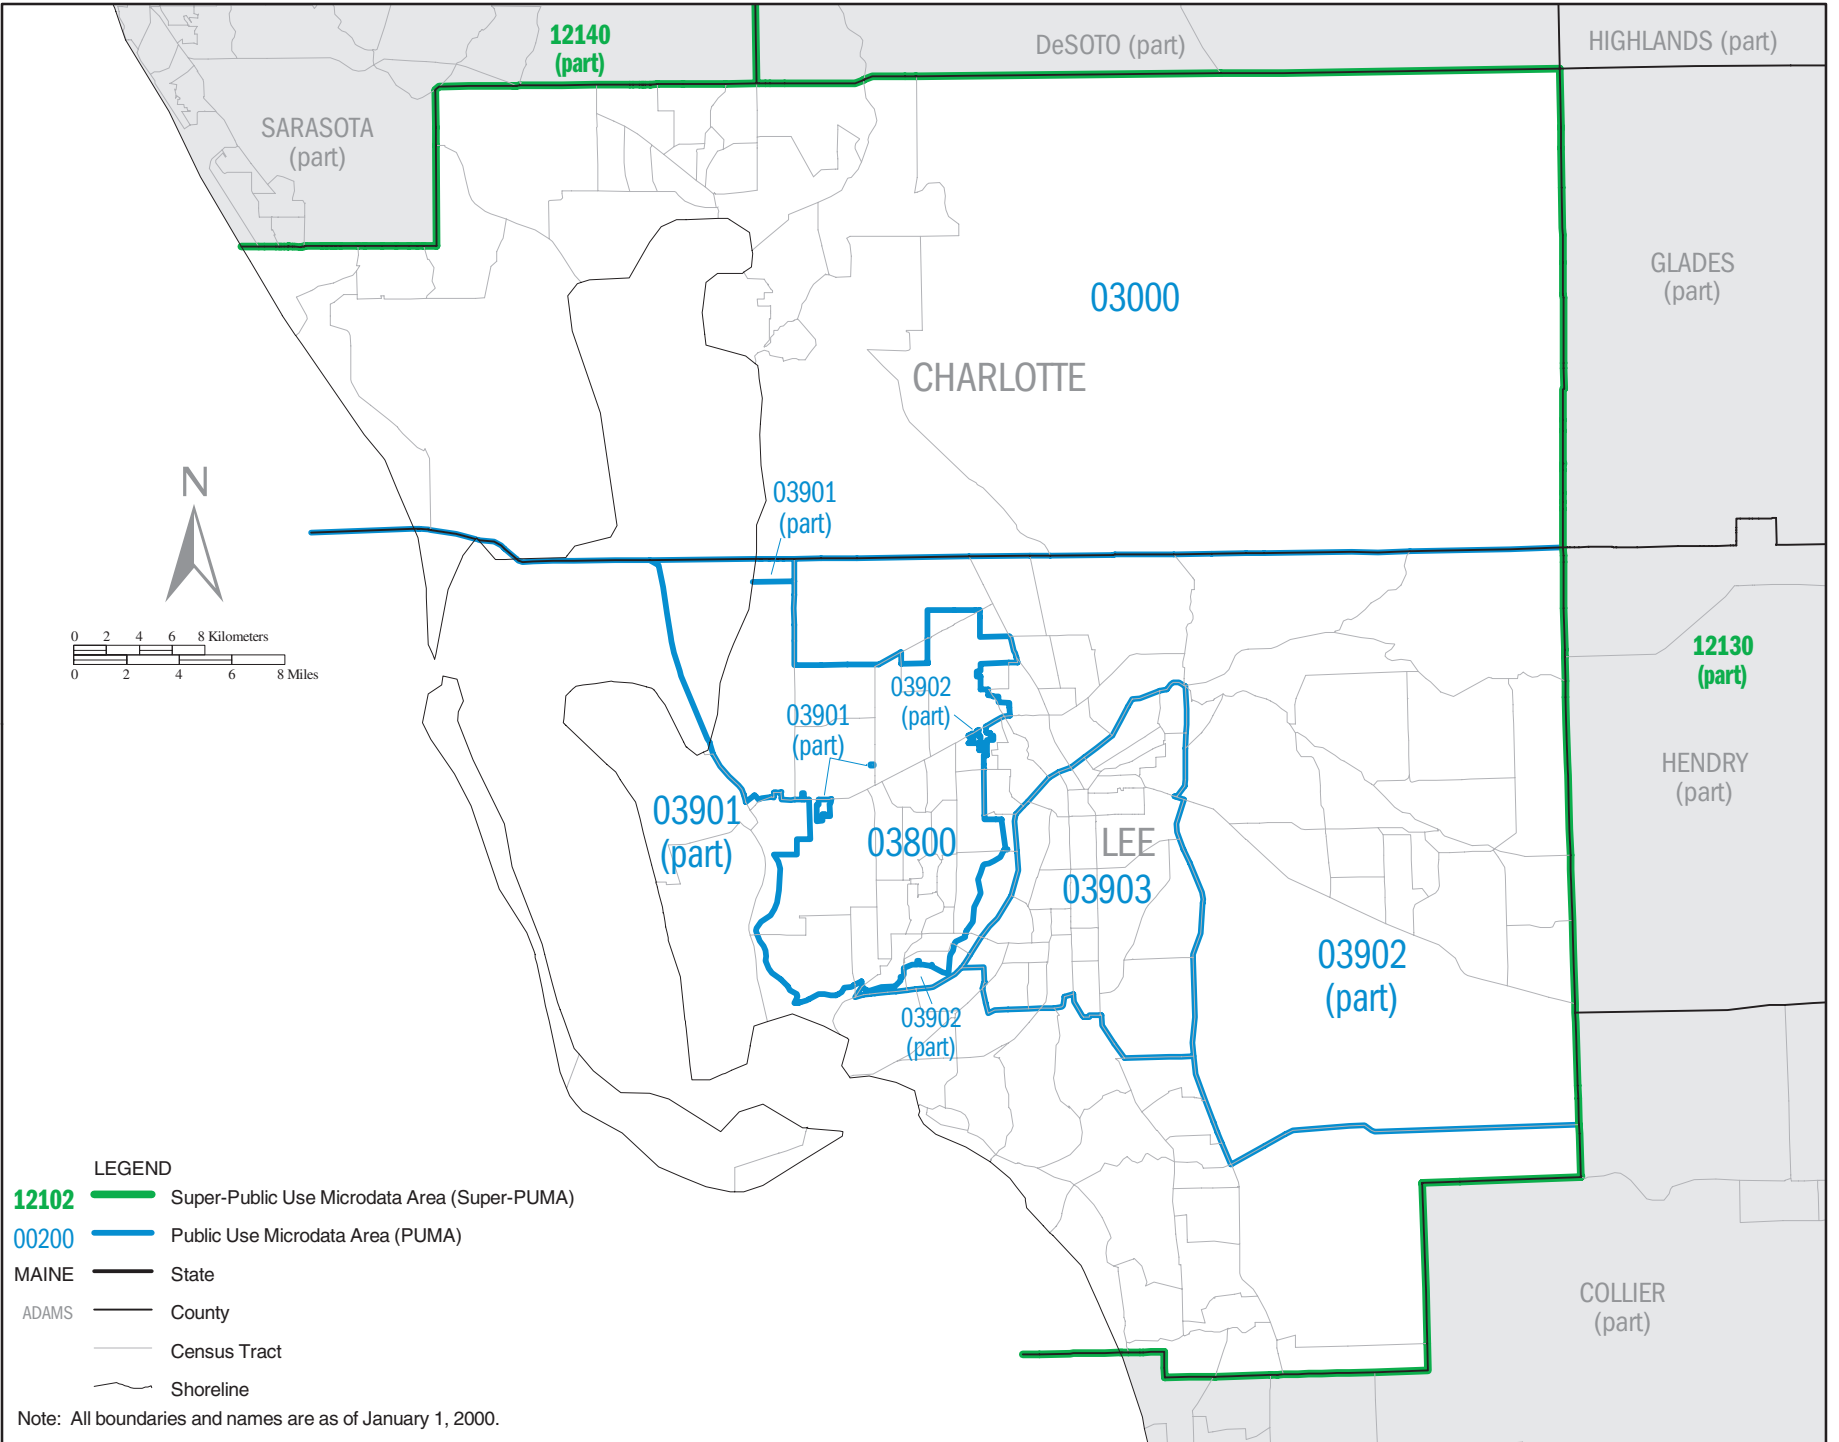 12140
(part)
DeSOTO (part)
HIGHLANDS (part)
SARASOTA
(part)
GLADES
(part)
03000
CHARLOTTE
N
03901
(part)
0 2 4 6 8 Kilometers
0 2 4 6 8 Miles
12130
(part)
03902
(part)
03901
(part)
HENDRY
(part)
03901
(part)
03800
LEE
03903
03902
(part)
03902
(part)
LEGEND
12102 Super-Public Use Microdata Area (Super-PUMA)
00200 Public Use Microdata Area (PUMA)
MAINE State
ADAMS County
Census Tract
Shoreline
COLLIER
(part)
Note: All boundaries and names are as of January 1, 2000.